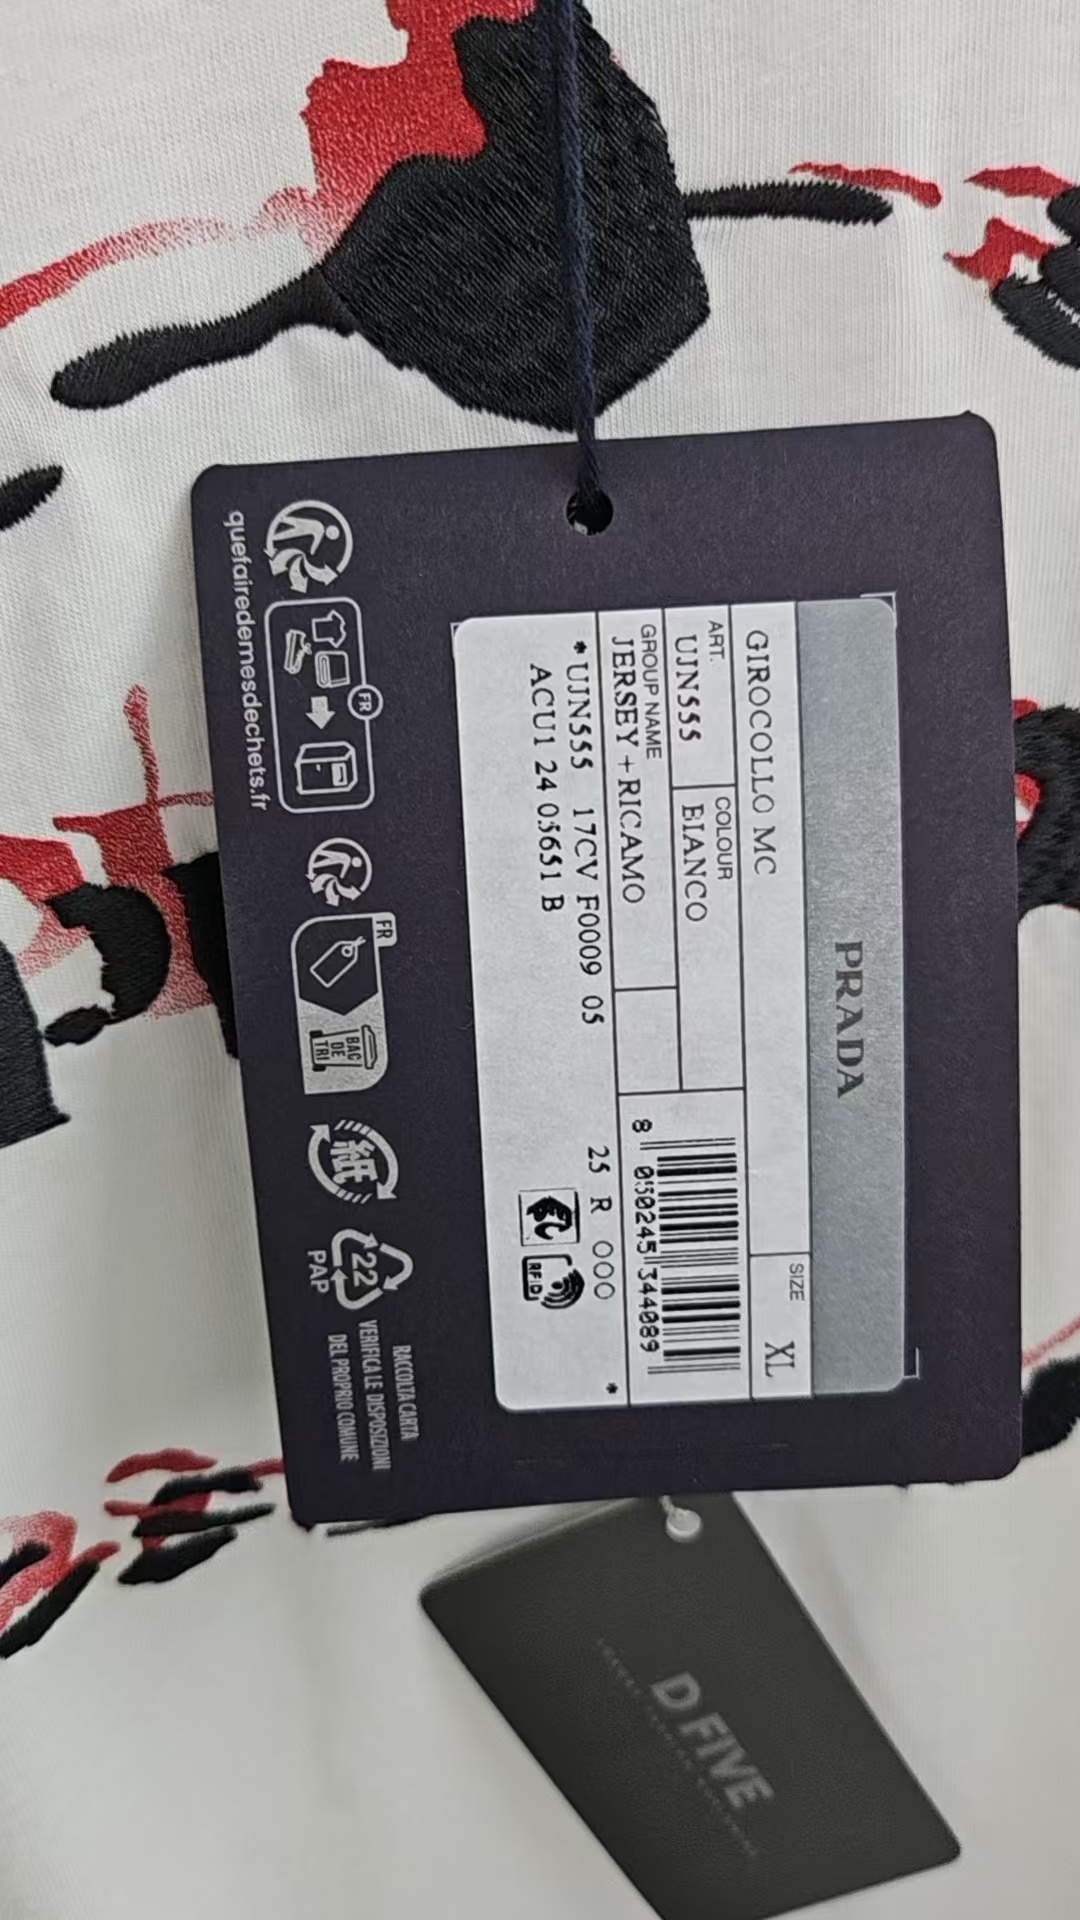 PRADA
GIROCOLLO MC
SIZE
XL
ART.
UJN555
COLOUR
BIANCO
GROUP NAME
JERSEY+RICAMO
8 050245 344089
*UJN555 17CV F0009 05 25 R 000 *
ACU1 24 05651 B
RFID
RACCOLTA CARTA
VERIFICA LE DISPOSIZIONI
DEL PROPRIO COMUNE
FR
FR
BAC
DE
TRI
紙
22
PAP
quefairedemesdechets.fr
D FIVE